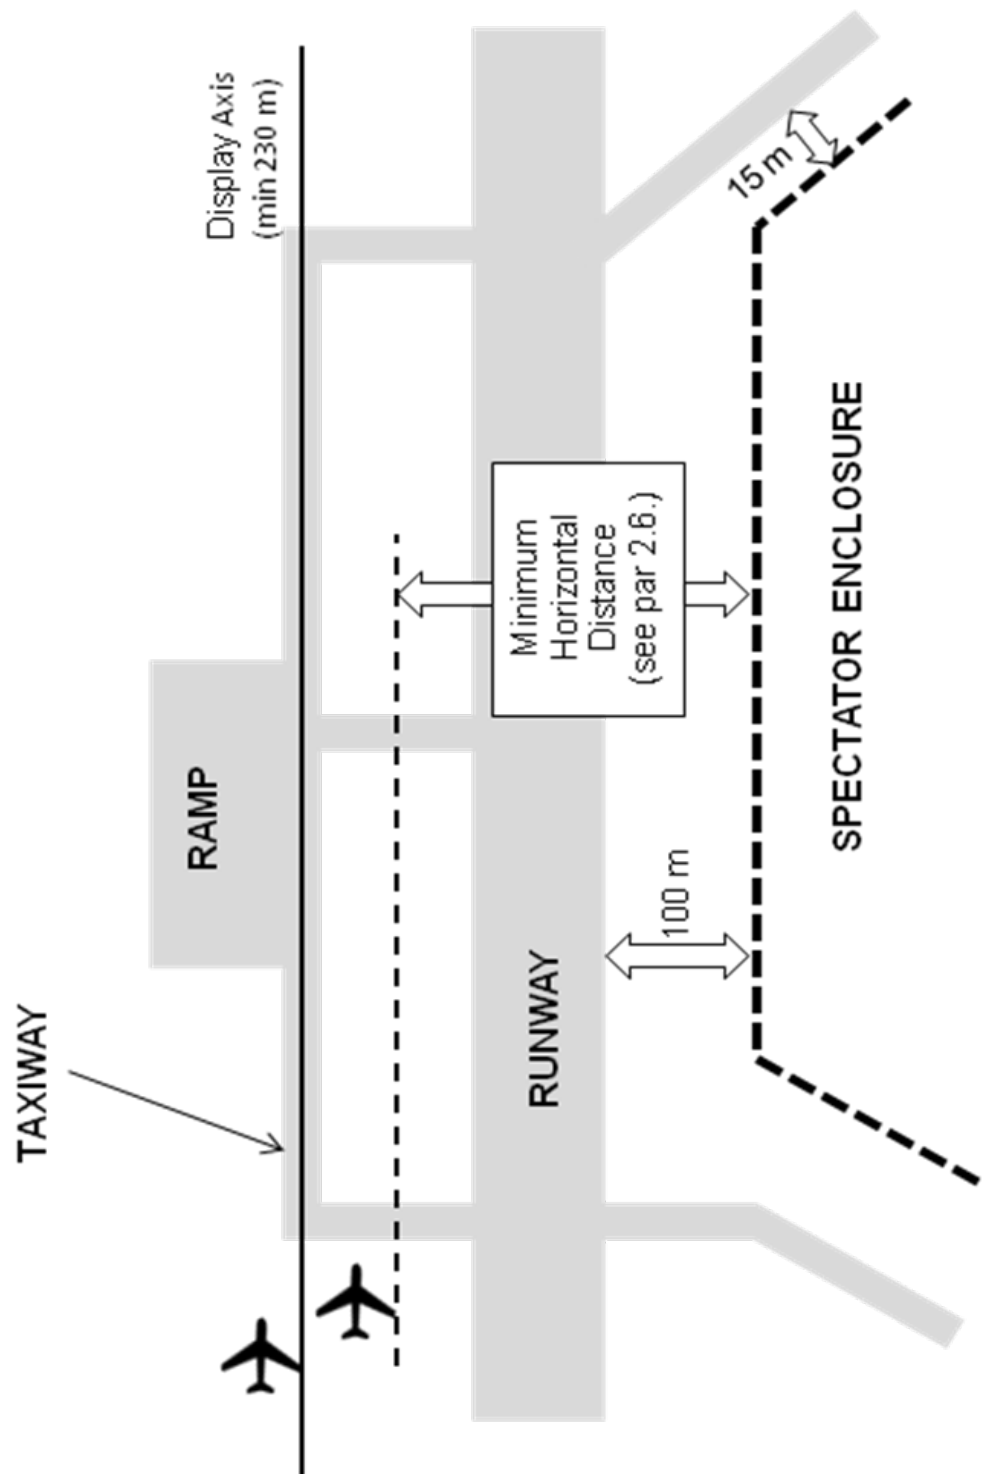 TAXIWAY
RAMP
Display Axis
(min 230 m)
RUNWAY
Minimum
Horizontal
Distance
(see par 2.6.)
100 m
15 m
SPECTATOR ENCLOSURE